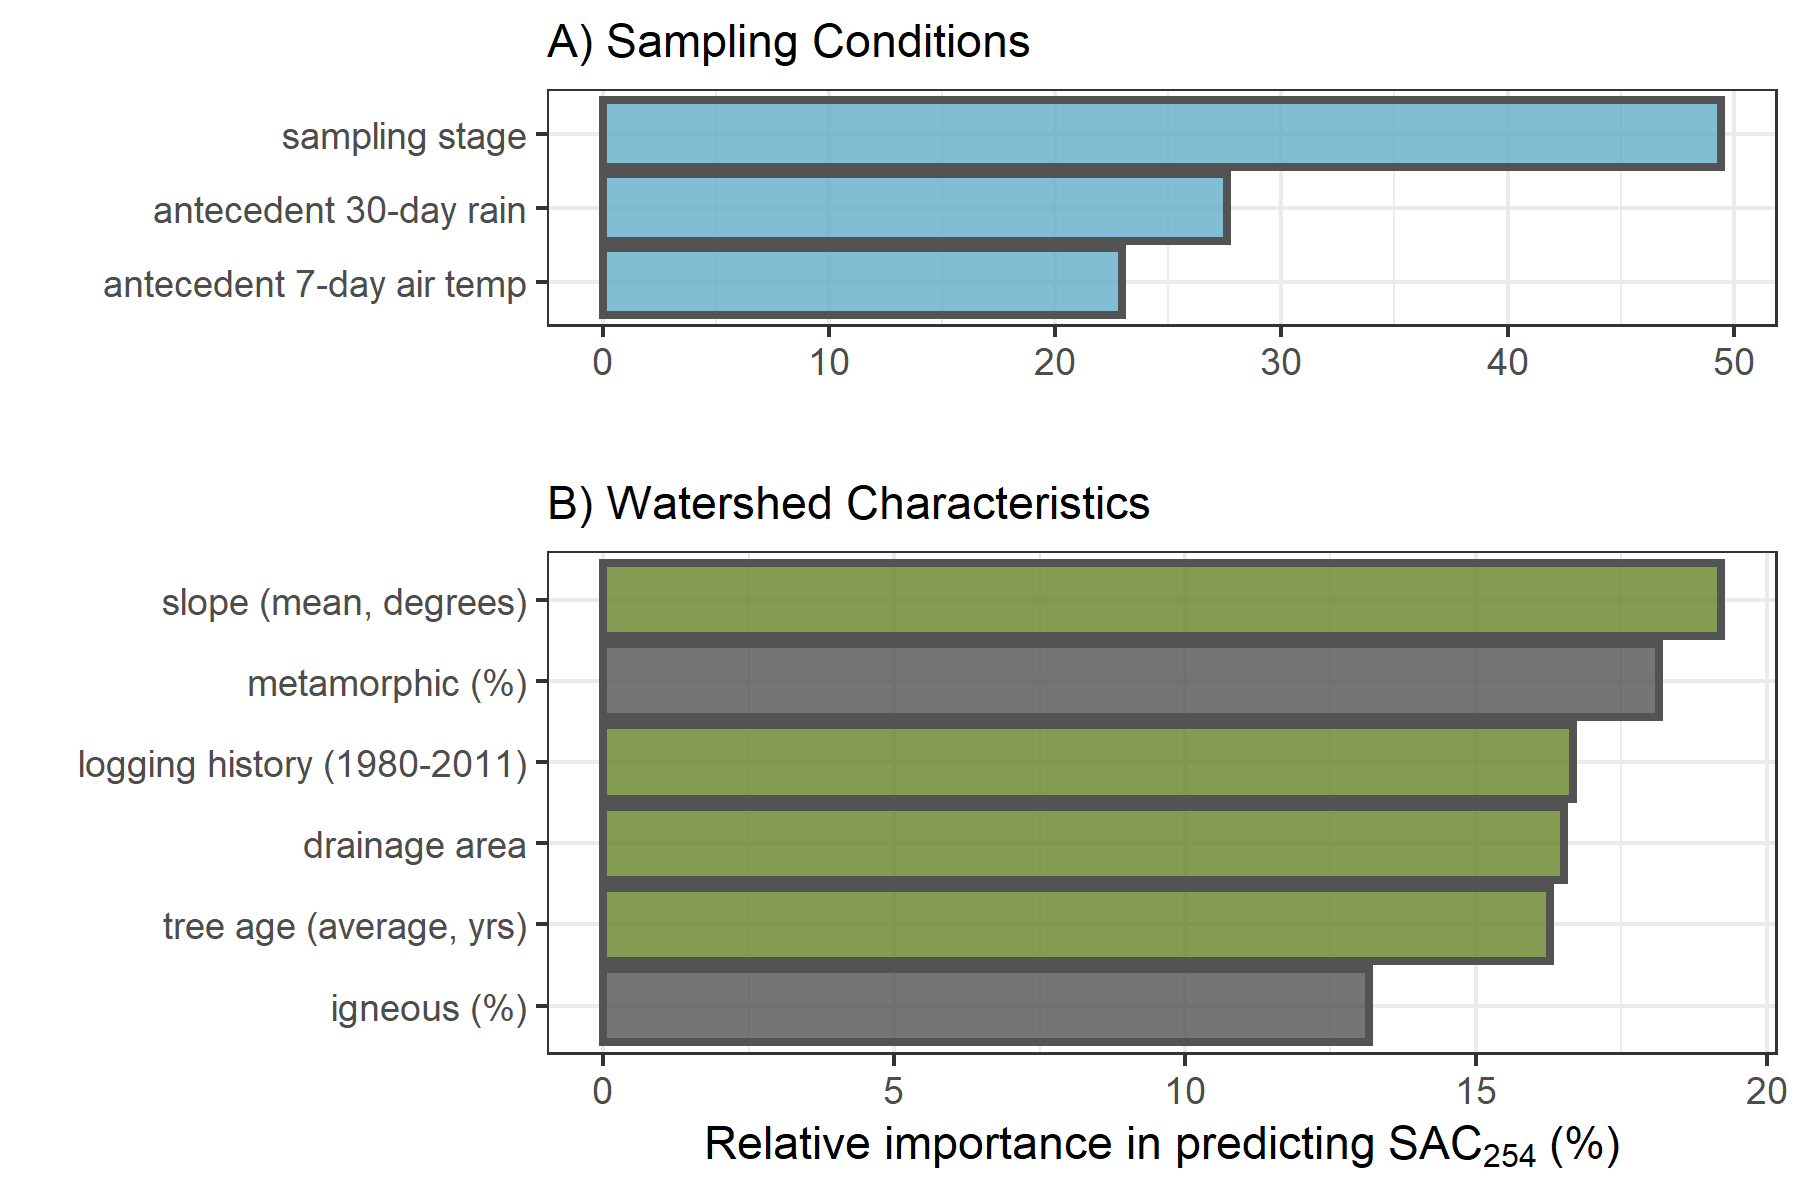 A) Sampling Conditions
sampling stage
antecedent 30-day rain
antecedent 7-day air temp
0 10 20 30 40 50
B) Watershed Characteristics
slope (mean, degrees)
metamorphic (%)
logging history (1980-2011)
drainage area
tree age (average, yrs)
igneous (%)
0 5 10 15 20
Relative importance in predicting SAC₂₅₄ (%)